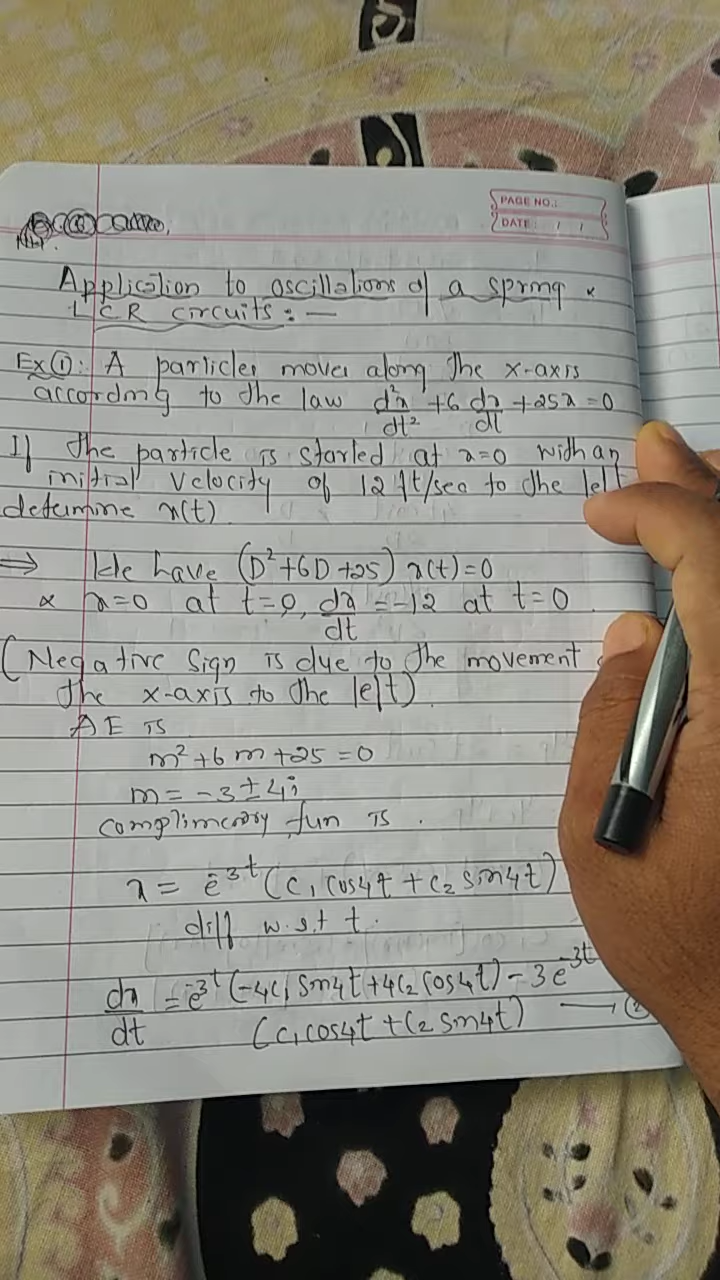 PAGE NO.:
DATE: / /
Application to oscillations of a spring &
LCR circuits: —
Ex①: A particle moves along the x-axis
according to the law d²x/dt² + 6 dx/dt + 25x = 0
If the particle is started at x=0 with an
initial velocity of 12 ft/sec to the left
determine x(t)
⇒ We have (D² + 6D + 25) x(t) = 0
& x=0 at t=0, dx/dt = -12 at t=0
(Negative sign is due to the movement
the x-axis to the left).
AE is
m² + 6m + 25 = 0
m = -3 ± 4i
complimentary fun is .
x = e^-3t (c₁ cos4t + c₂ sin4t)
diff w.r.t t.
dx/dt = e^-3t (-4c₁ sin4t + 4c₂ cos4t) - 3e^-3t
(c₁ cos4t + c₂ sin4t) — ②